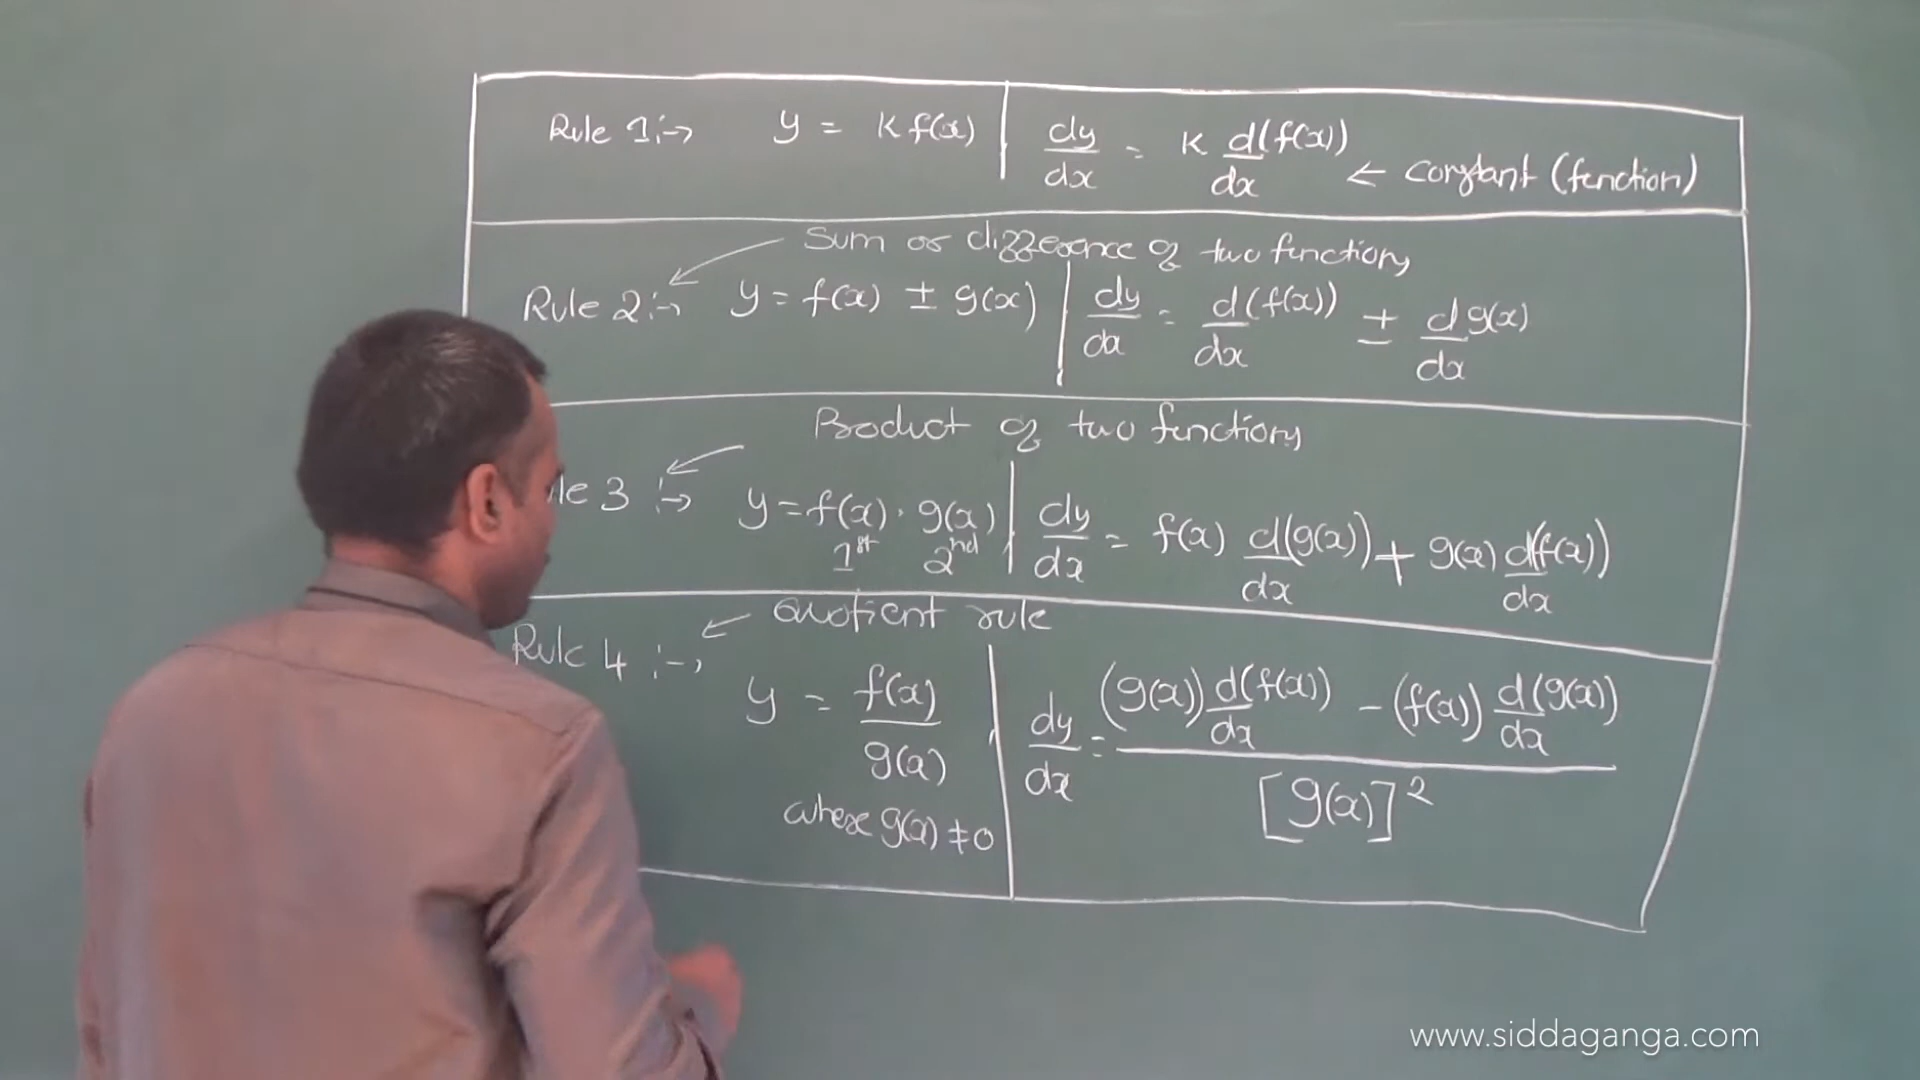 Rule 1:→ y = K f(x) | dy/dx = K d(f(x))/dx ← constant (function)
Sum or difference of two functions
Rule 2:→ y = f(x) ± g(x) | dy/dx = d(f(x))/dx ± d g(x)/dx
Product of two functions
le 3 :→ y = f(x) . g(x) | dy/dx = f(x) d(g(x))/dx + g(x) d(f(x))/dx
1st 2nd
Quotient rule
Rule 4 :→ y = f(x)/g(x) | dy/dx = (g(x)) d(f(x))/dx - (f(x)) d(g(x))/dx / [g(x)]²
where g(x) ≠ 0
www.siddaganga.com